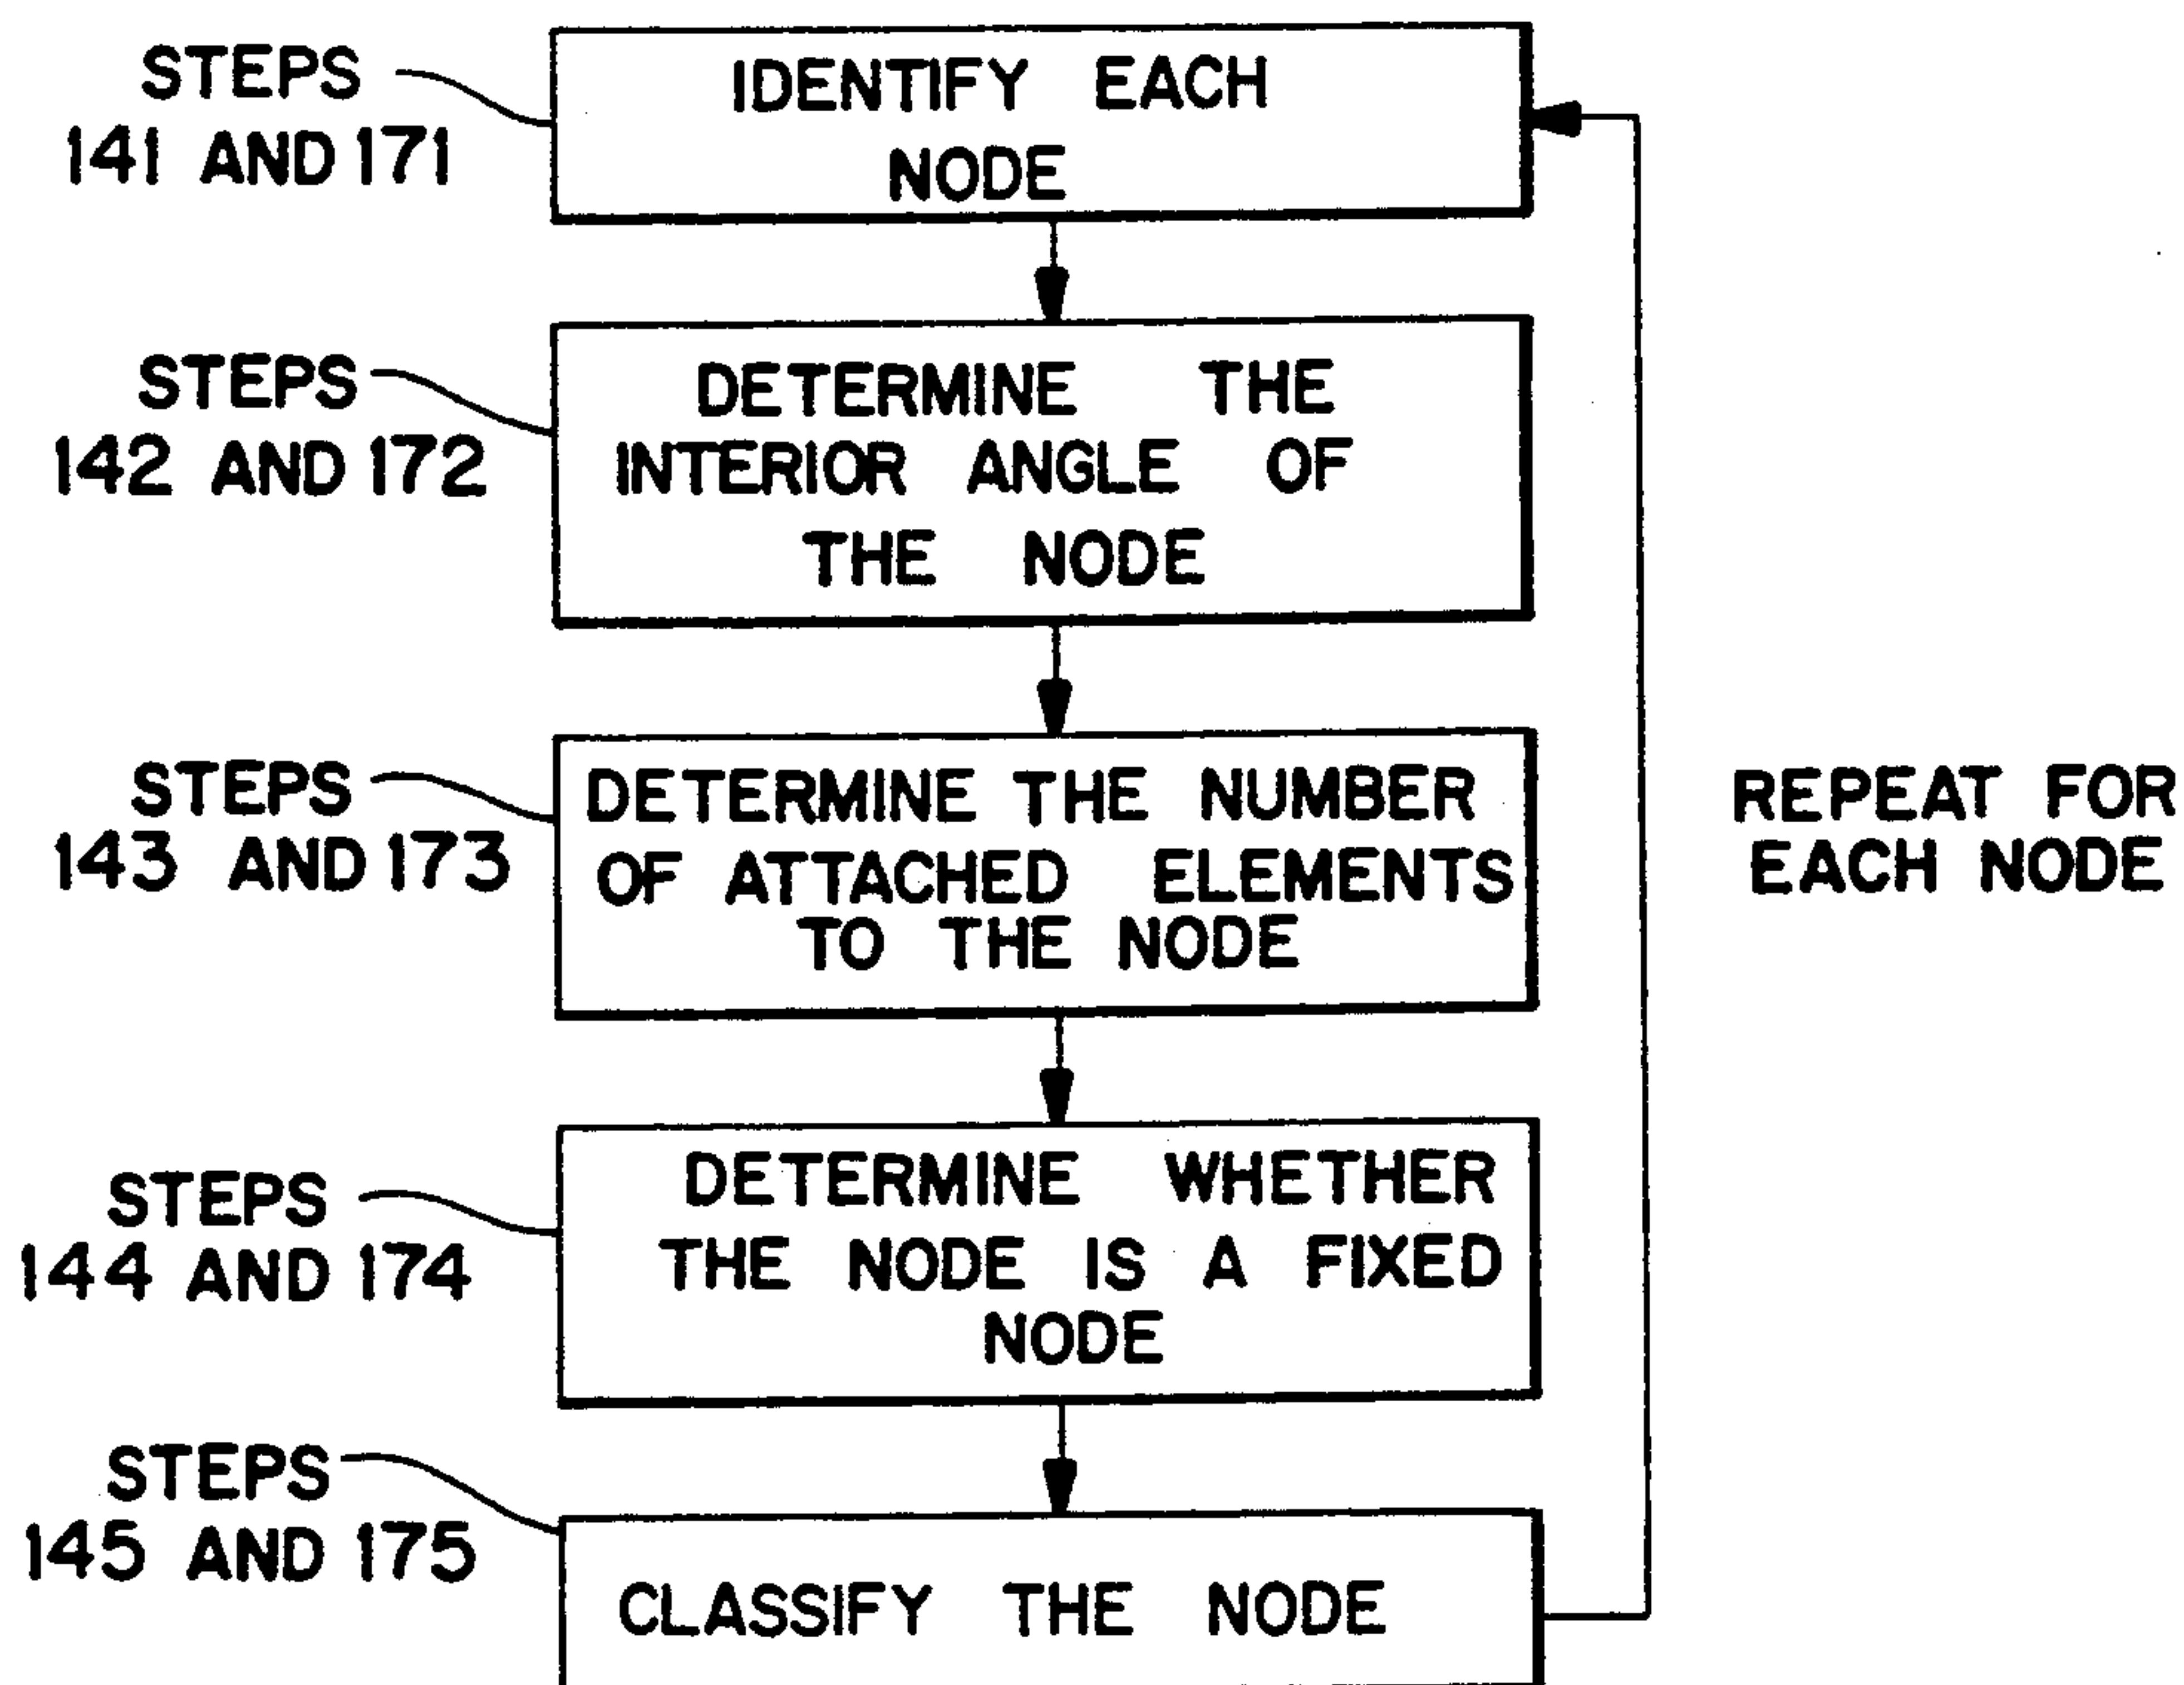 STEPS
141 AND 171
IDENTIFY EACH
NODE
STEPS
142 AND 172
DETERMINE THE
INTERIOR ANGLE OF
THE NODE
STEPS
143 AND 173
DETERMINE THE NUMBER
OF ATTACHED ELEMENTS
TO THE NODE
REPEAT FOR
EACH NODE
STEPS
144 AND 174
DETERMINE WHETHER
THE NODE IS A FIXED
NODE
STEPS
145 AND 175
CLASSIFY THE NODE